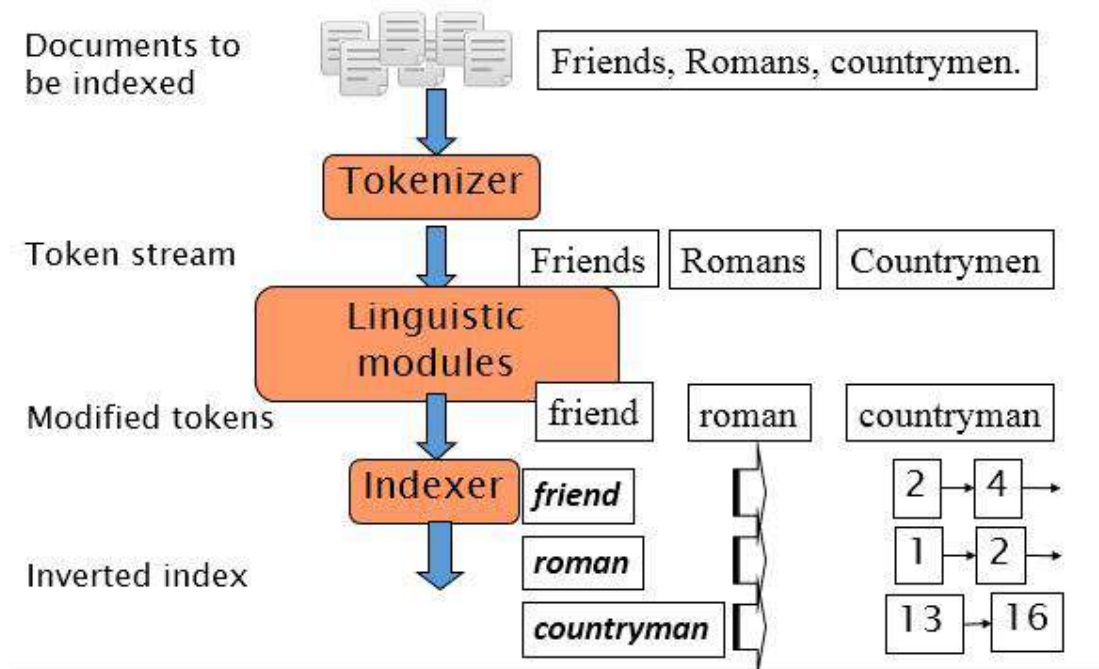 Documents to
be indexed
Friends, Romans, countrymen.
Tokenizer
Token stream
Friends Romans Countrymen
Linguistic
modules
Modified tokens
friend roman countryman
Indexer
friend 2 4
roman 1 2
Inverted index
countryman 13 16